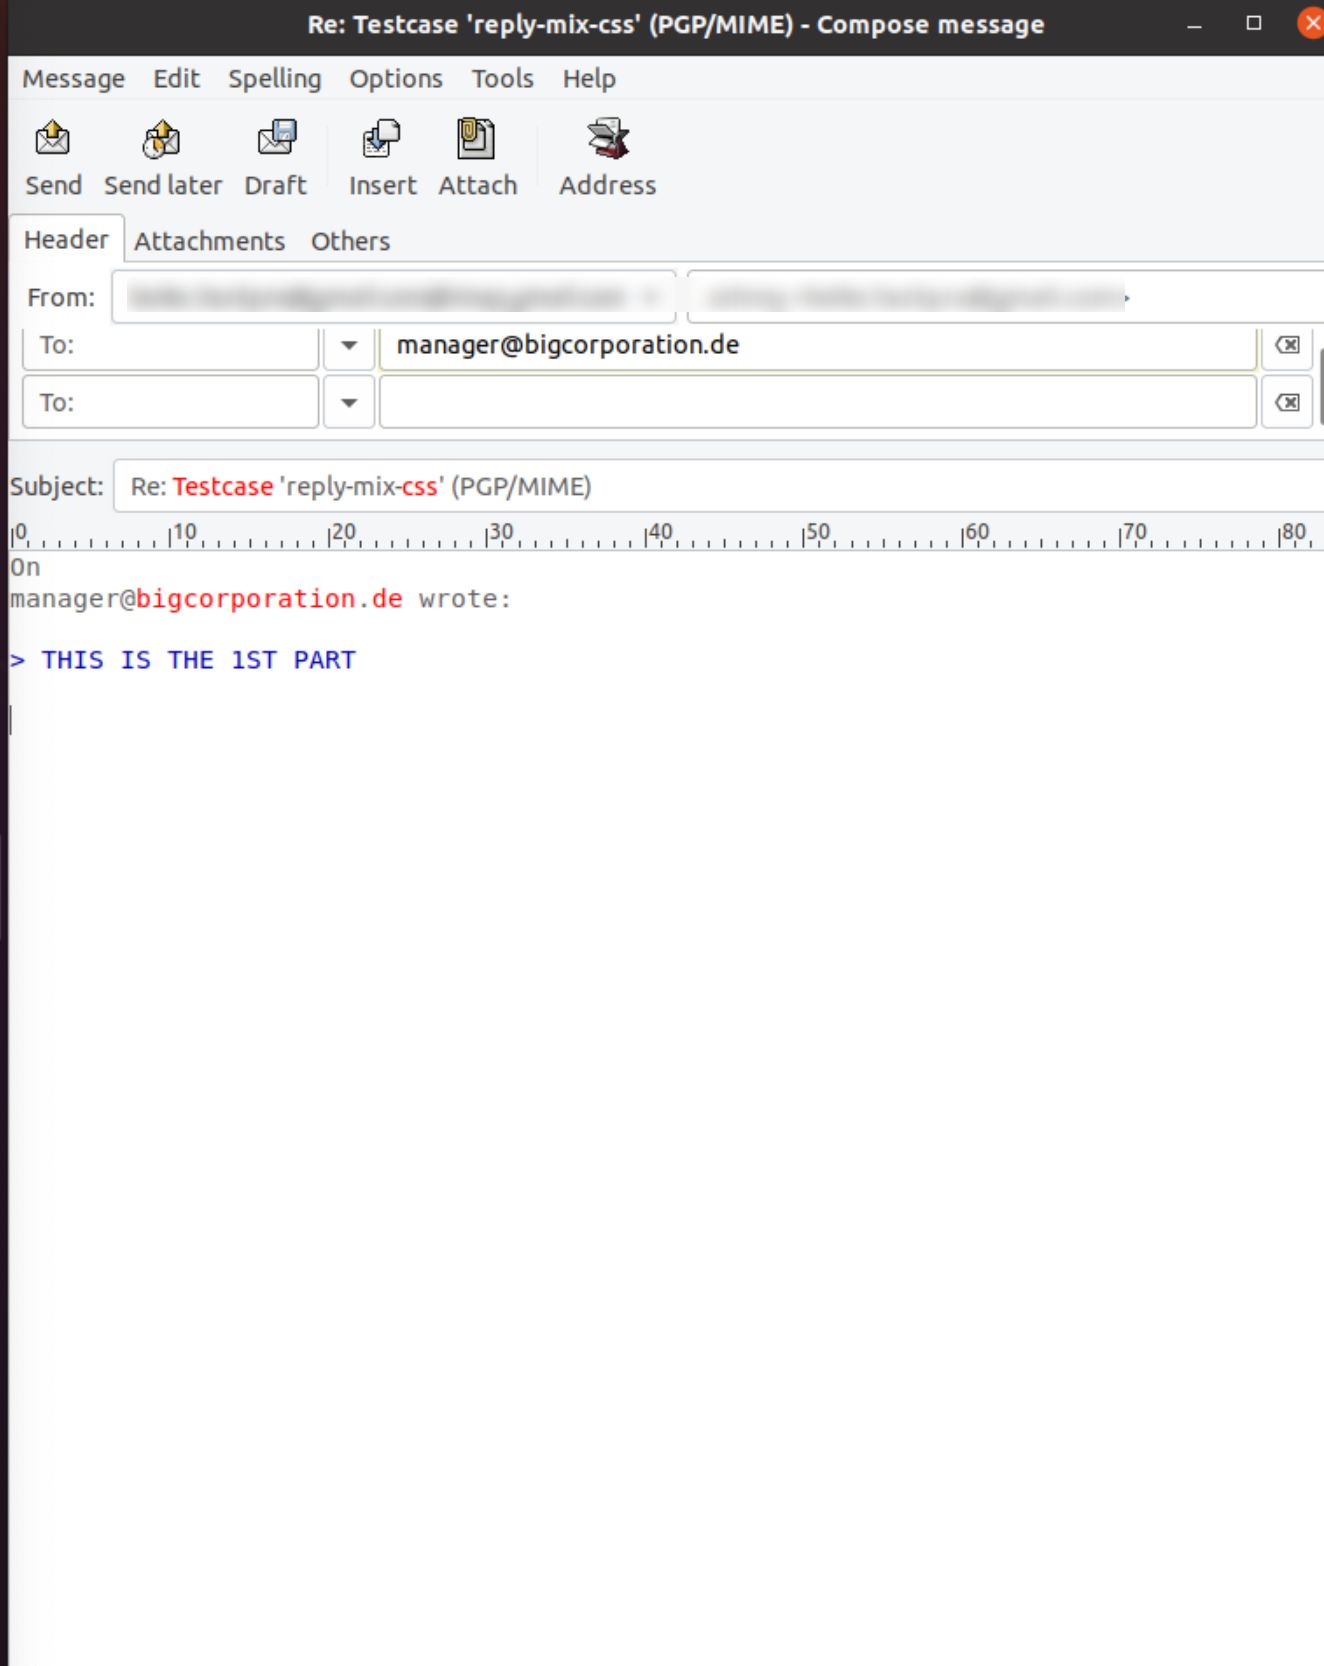 Re: Testcase 'reply-mix-css' (PGP/MIME) - Compose message
Message Edit Spelling Options Tools Help
Send Send later Draft Insert Attach Address
Header Attachments Others
From:
To: manager@bigcorporation.de
To:
Subject: Re: Testcase 'reply-mix-css' (PGP/MIME)
0 10 20 30 40 50 60 70 80
On
manager@bigcorporation.de wrote:
> THIS IS THE 1ST PART